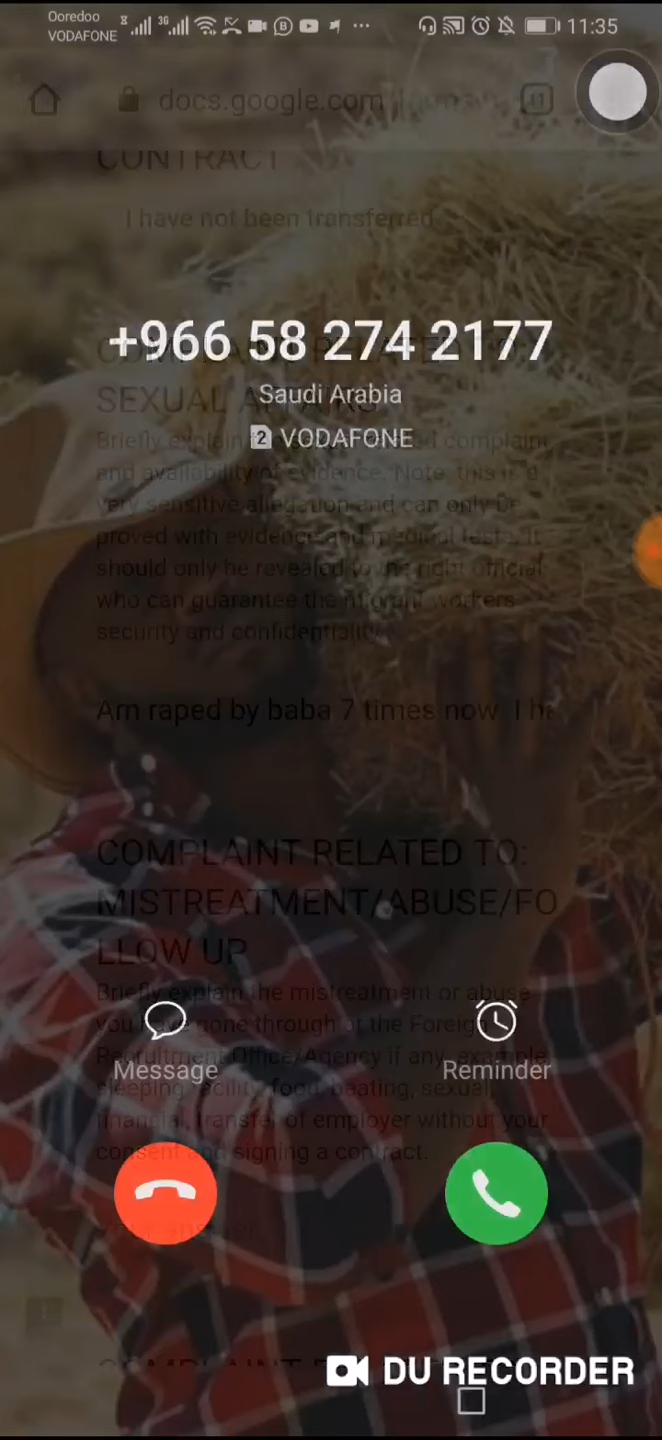 Ooredoo
VODAFONE
3G
11:35
docs.google.com/forms
CONTRACT
I have not been transferred
+966 58 274 2177
Saudi Arabia
2 VODAFONE
SEXUAL AFFAIRS
Briefly explain complaint
and availability of evidence. Note, this is a
very sensitive allegation and can only be
proved with evidence and medical tests. It
should only be revealed to the right official
who can guarantee the migrant workers
security and confidentiality
Am raped by baba 7 times now. I ha
COMPLAINT RELATED TO:
MISTREATMENT/ABUSE/FO
LLOW UP
Briefly explain the mistreatment or abuse
you have gone through at the Foreign
Recruitment Office/Agency if any, example,
sleeping facility, food, beating, sexual,
financial, transfer of employer without your
consent and signing a contract.
Message
Reminder
DU RECORDER